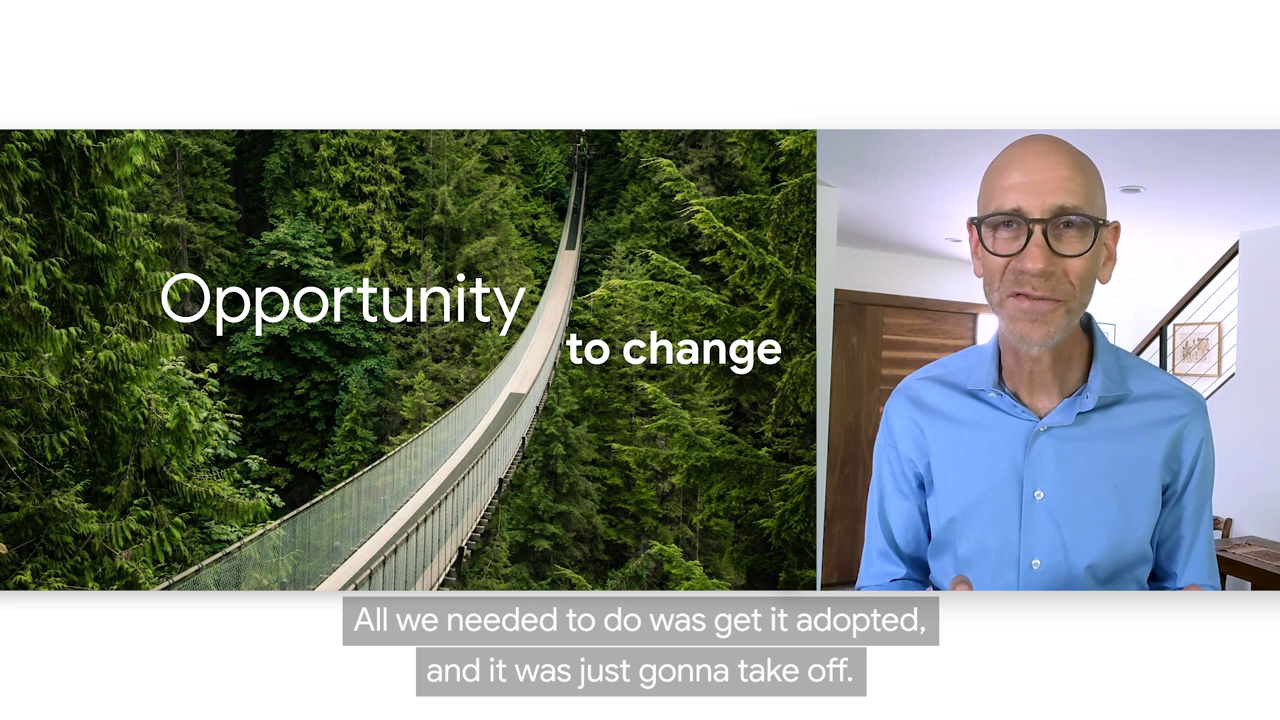 Opportunity
to change
All we needed to do was get it adopted,
and it was just gonna take off.